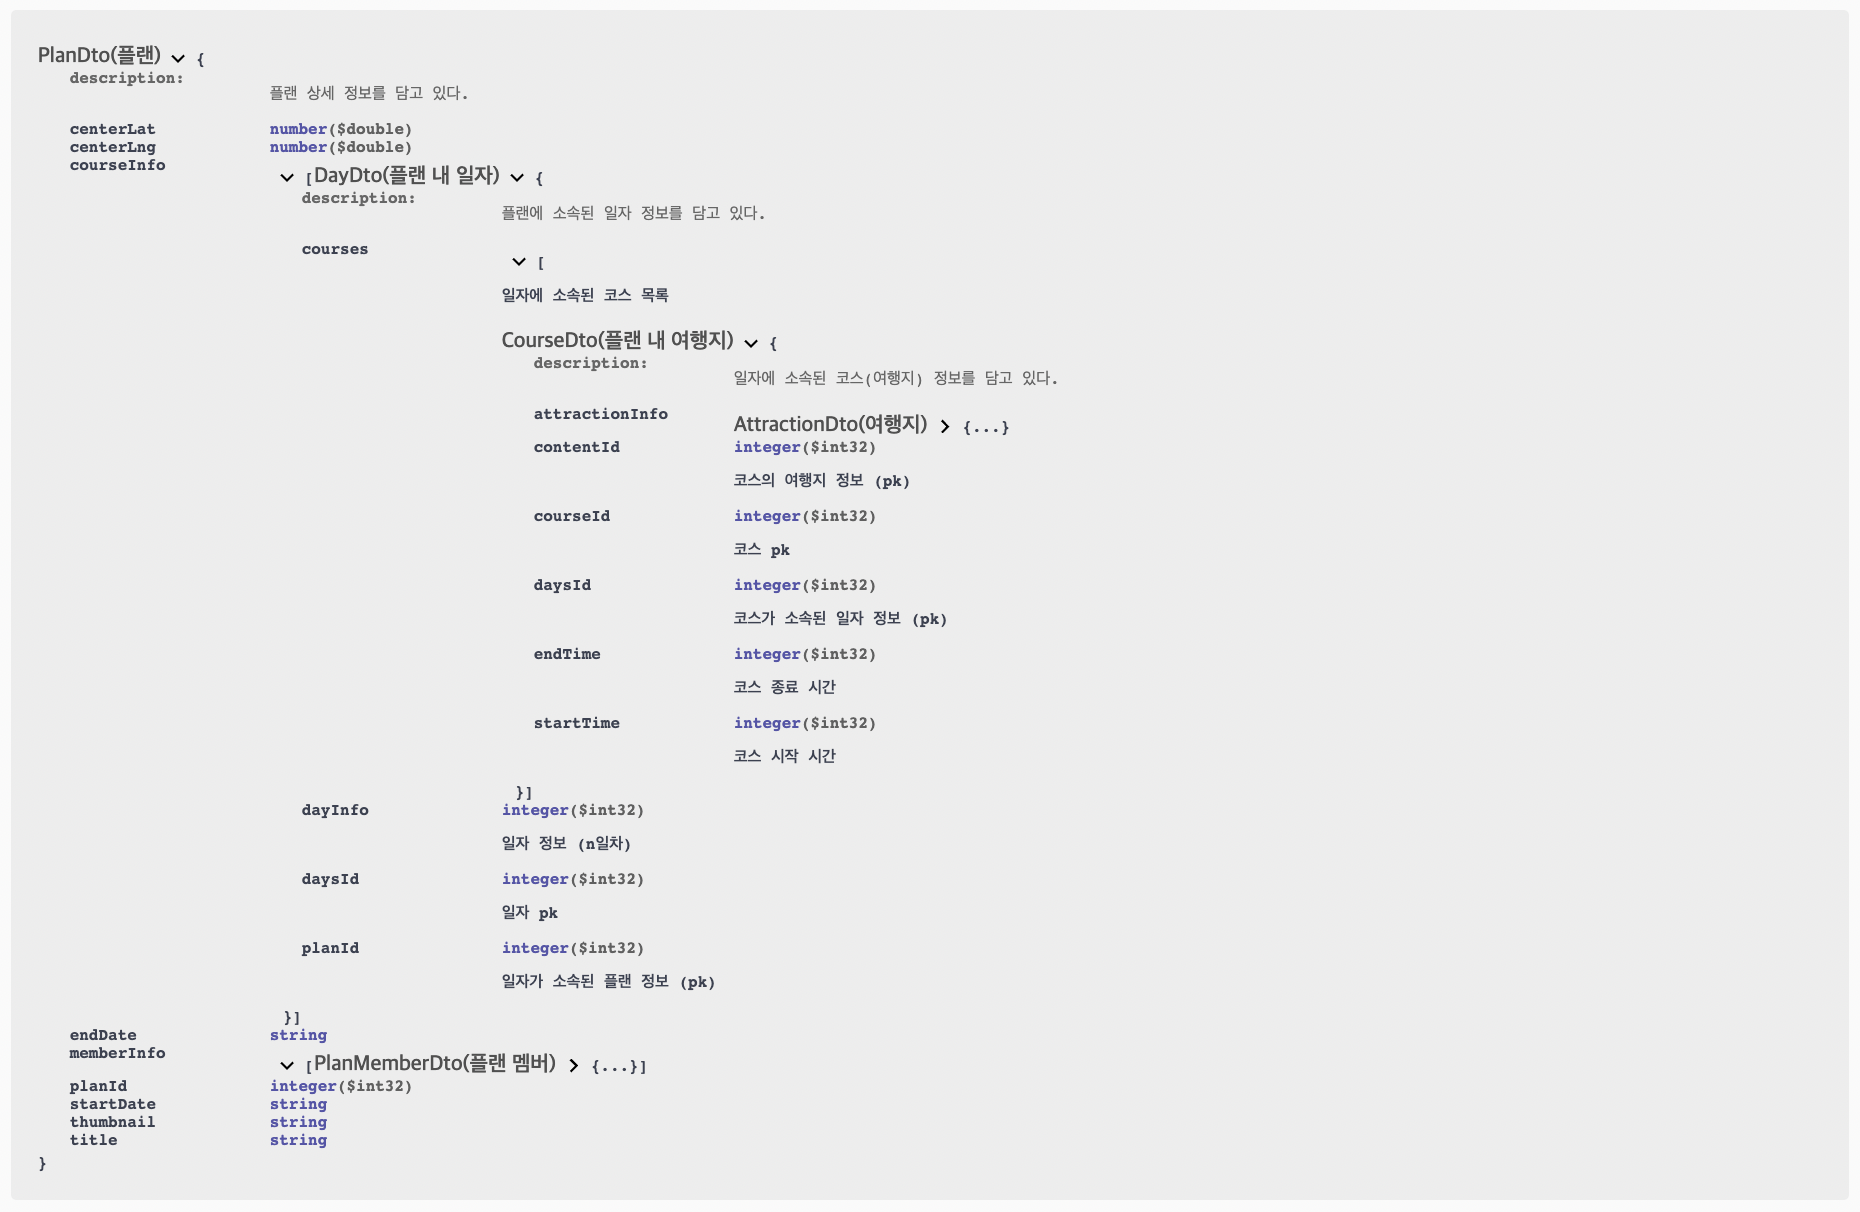 PlanDto(플랜) {
description:
플랜 상세 정보를 담고 있다.
centerLat number($double)
centerLng number($double)
courseInfo
[DayDto(플랜 내 일자) {
description:
플랜에 소속된 일자 정보를 담고 있다.
courses
[
일자에 소속된 코스 목록
CourseDto(플랜 내 여행지) {
description:
일자에 소속된 코스(여행지) 정보를 담고 있다.
attractionInfo AttractionDto(여행지) {...}
contentId integer($int32)
코스의 여행지 정보 (pk)
courseId integer($int32)
코스 pk
daysId integer($int32)
코스가 소속된 일자 정보 (pk)
endTime integer($int32)
코스 종료 시간
startTime integer($int32)
코스 시작 시간
}]
dayInfo integer($int32)
일자 정보 (n일차)
daysId integer($int32)
일자 pk
planId integer($int32)
일자가 소속된 플랜 정보 (pk)
}]
endDate string
memberInfo
[PlanMemberDto(플랜 멤버) {...}]
planId integer($int32)
startDate string
thumbnail string
title string
}